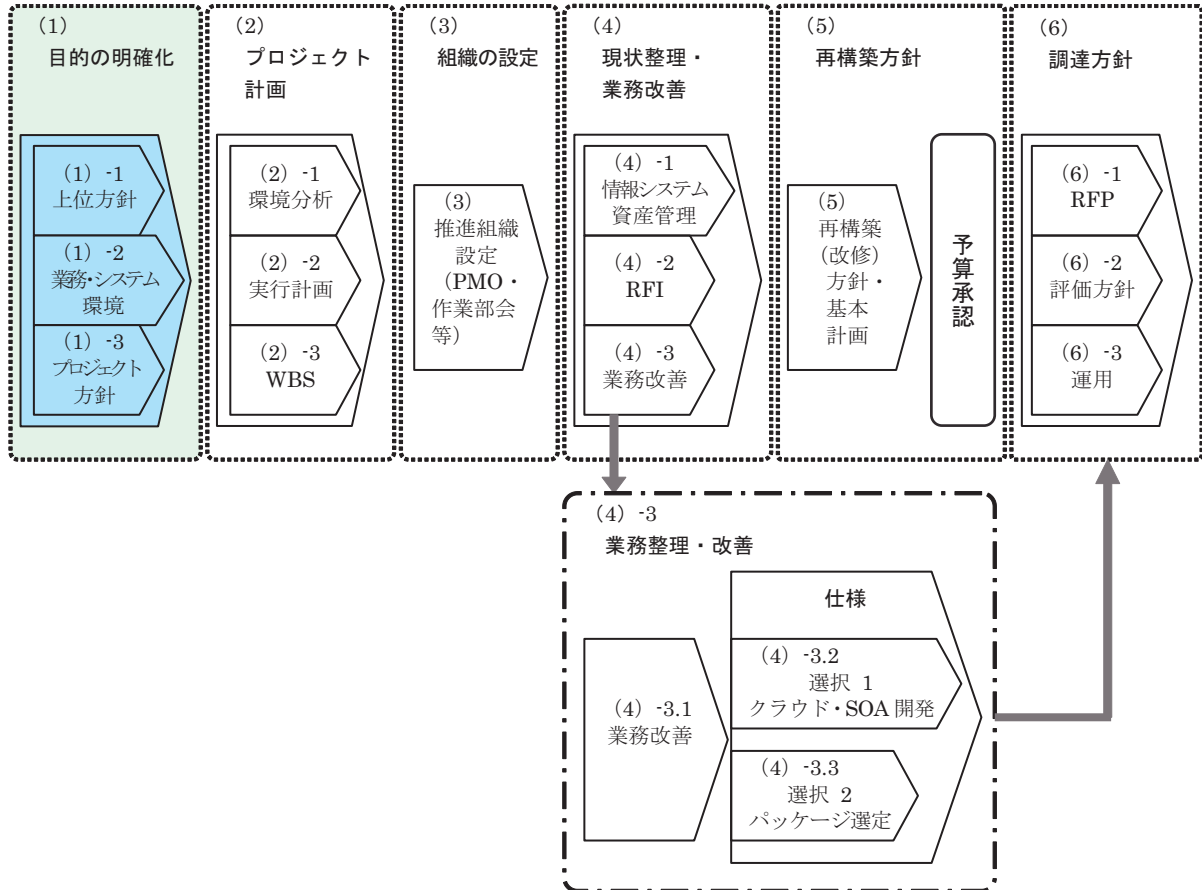 (1)
目的の明確化
(1) -1
上位方針
(1) -2
業務・システム
環境
(1) -3
プロジェクト
方針
(2)
プロジェクト
計画
(2) -1
環境分析
(2) -2
実行計画
(2) -3
WBS
(3)
組織の設定
(3)
推進組織
設定
(PMO・
作業部会
等)
(4)
現状整理・
業務改善
(4) -1
情報システム
資産管理
(4) -2
RFI
(4) -3
業務改善
(5)
再構築方針
(5)
再構築
(改修)
方針・
基本
計画
予算承認
(6)
調達方針
(6) -1
RFP
(6) -2
評価方針
(6) -3
運用
(4) -3
業務整理・改善
(4) -3.1
業務改善
仕様
(4) -3.2
選択 1
クラウド・SOA 開発
(4) -3.3
選択 2
パッケージ選定